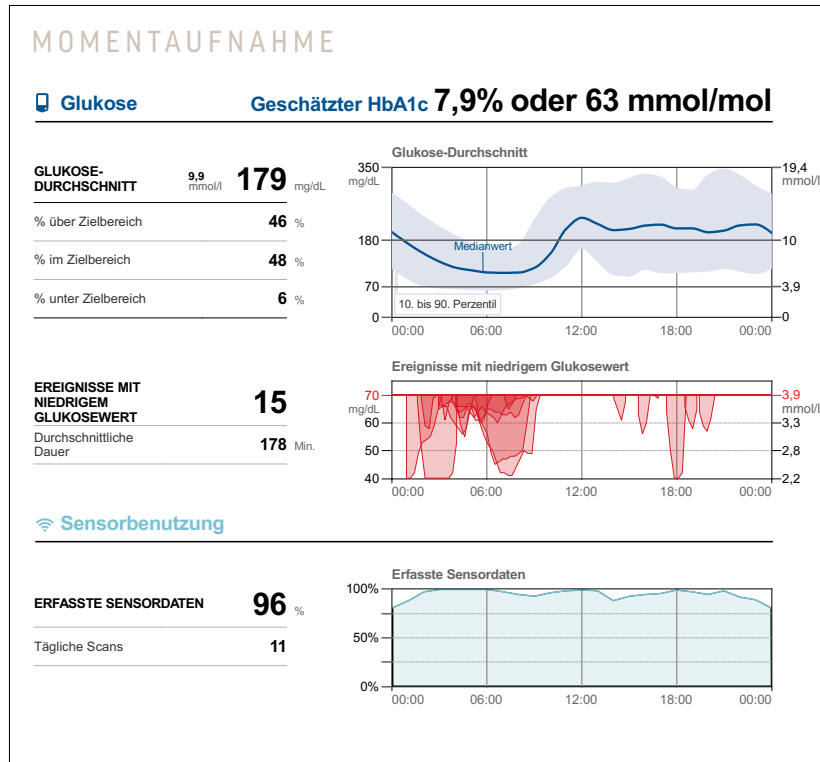 MOMENTAUFNAHME
Glukose
Geschätzter HbA1c 7,9% oder 63 mmol/mol
GLUKOSE-
DURCHSCHNITT
9,9
mmol/l
179 mg/dL
% über Zielbereich 46 %
% im Zielbereich 48 %
% unter Zielbereich 6 %
Glukose-Durchschnitt
350
mg/dL
180
70
0
19,4
mmol/l
10
3,9
0
Medianwert
10. bis 90. Perzentil
00:00 06:00 12:00 18:00 00:00
EREIGNISSE MIT
NIEDRIGEM
GLUKOSEWERT
15
Durchschnittliche
Dauer
178 Min.
Ereignisse mit niedrigem Glukosewert
70
mg/dL
60
50
40
3,9
mmol/l
3,3
2,8
2,2
00:00 06:00 12:00 18:00 00:00
Sensorbenutzung
ERFASSTE SENSORDATEN 96 %
Tägliche Scans 11
Erfasste Sensordaten
100%
50%
0%
00:00 06:00 12:00 18:00 00:00